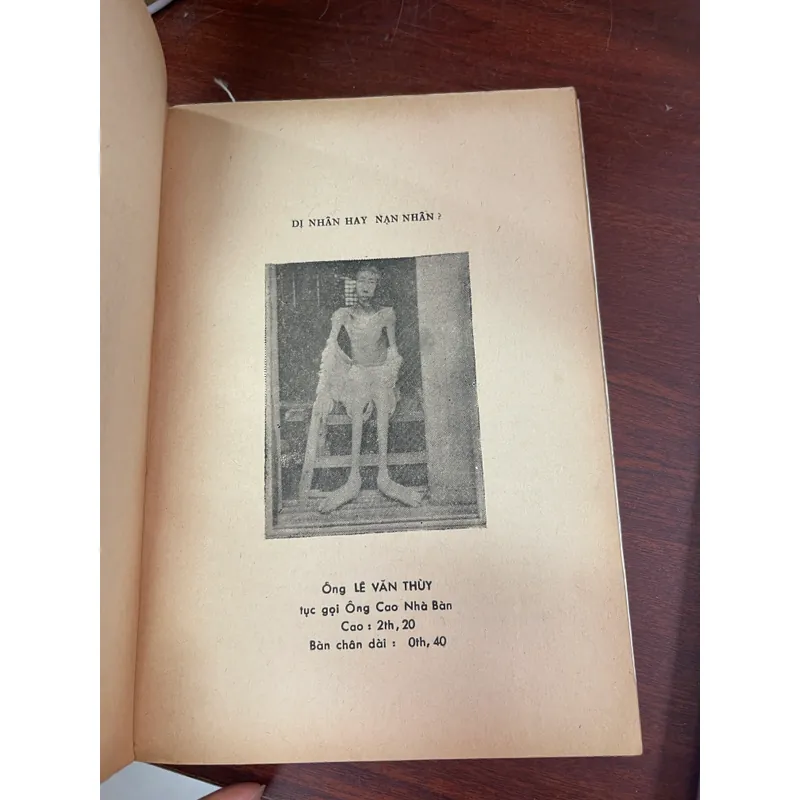 DỊ NHÂN HAY NẠN NHÂN ?
Ông LÊ VĂN THÙY
tục gọi Ông Cao Nhà Bàn
Cao : 2th, 20
Bàn chân dài : 0th, 40